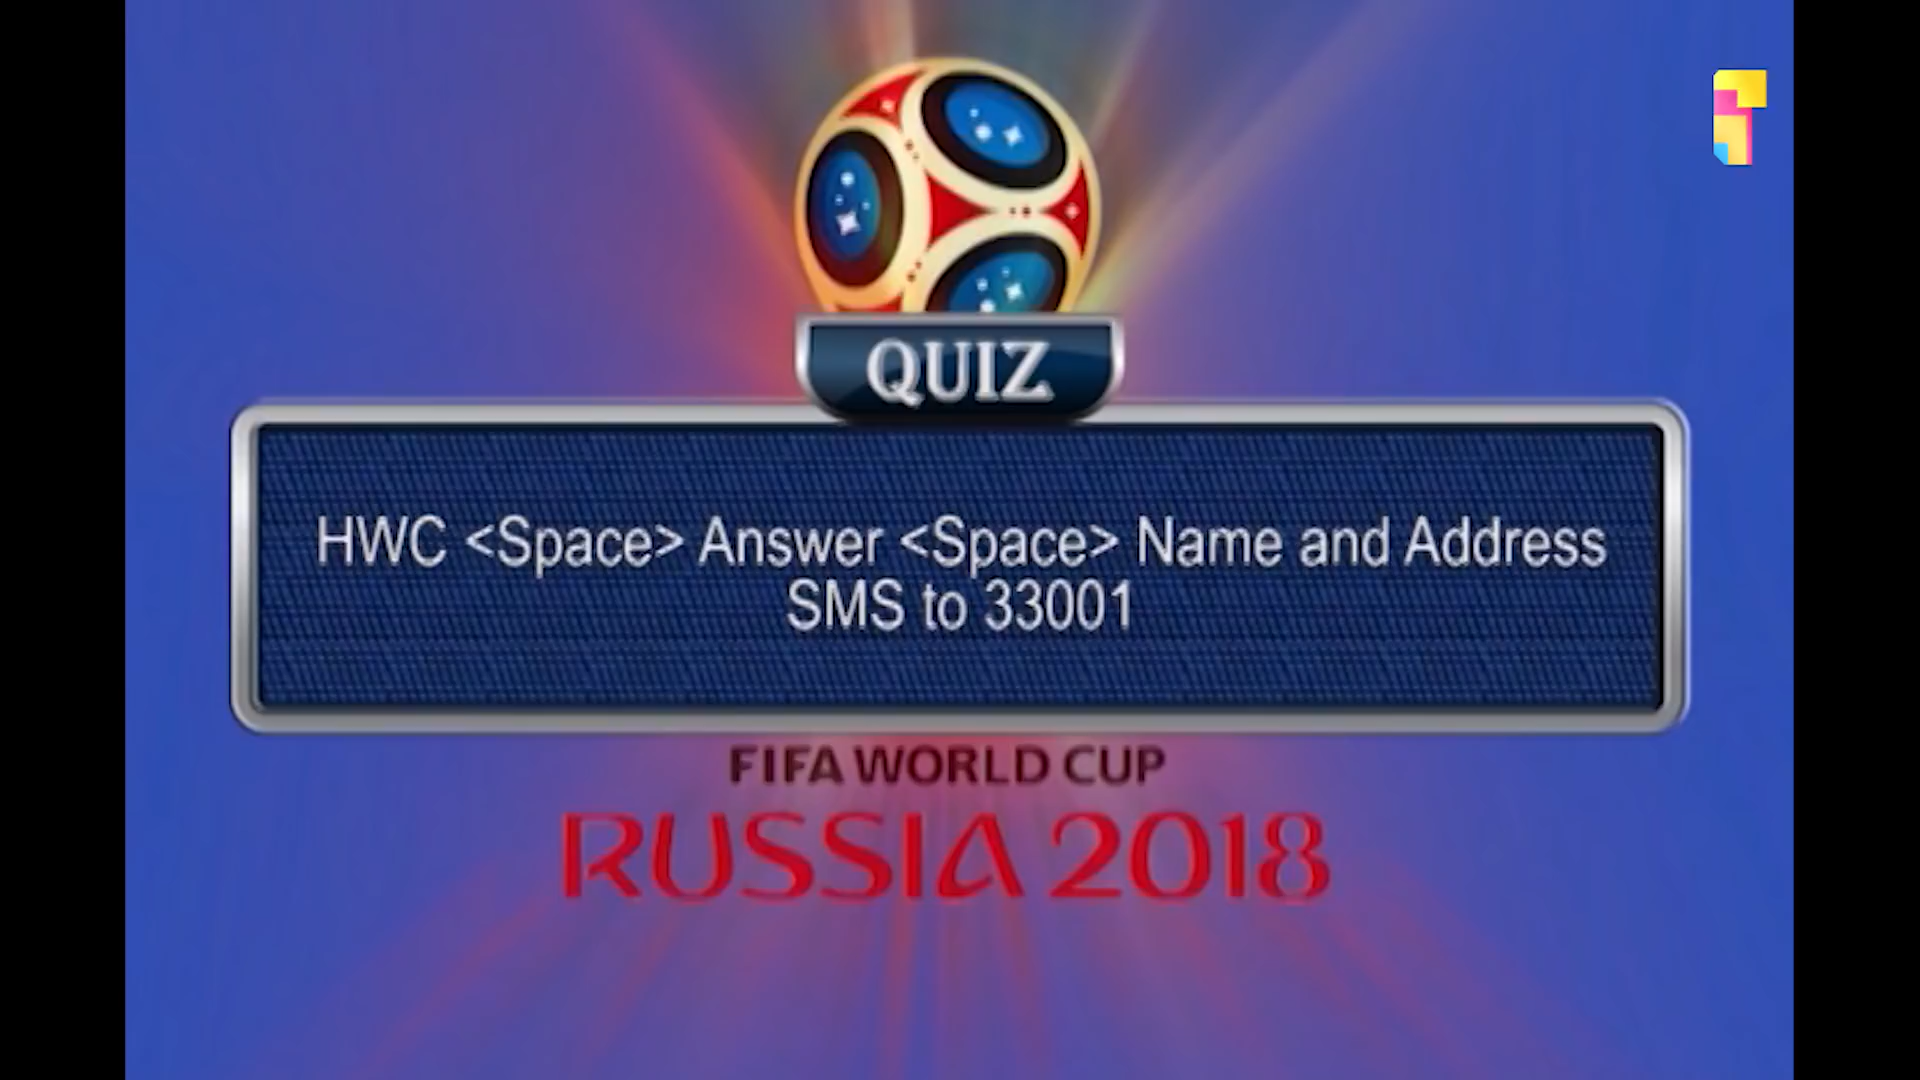 QUIZ
HWC <Space> Answer <Space> Name and Address
SMS to 33001
FIFA WORLD CUP
RUSSIA 2018